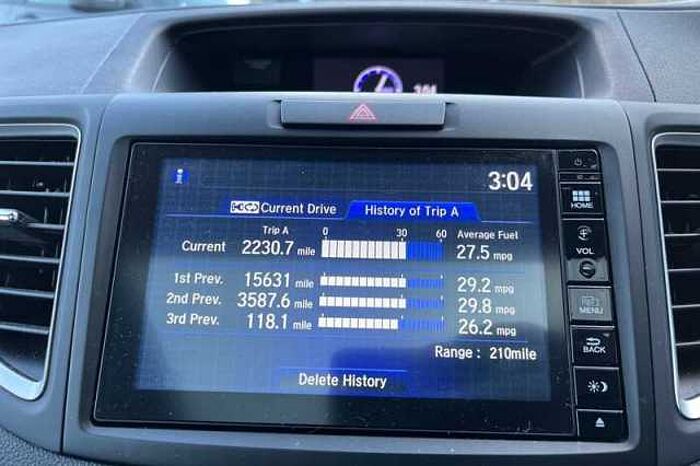 3:04
Current Drive History of Trip A
Trip A 0 30 60 Average Fuel
Current 2230.7 mile 27.5 mpg
1st Prev. 15631 mile 29.2 mpg
2nd Prev. 3587.6 mile 29.8 mpg
3rd Prev. 118.1 mile 26.2 mpg
Range : 210mile
Delete History
HOME
VOL
MENU
BACK